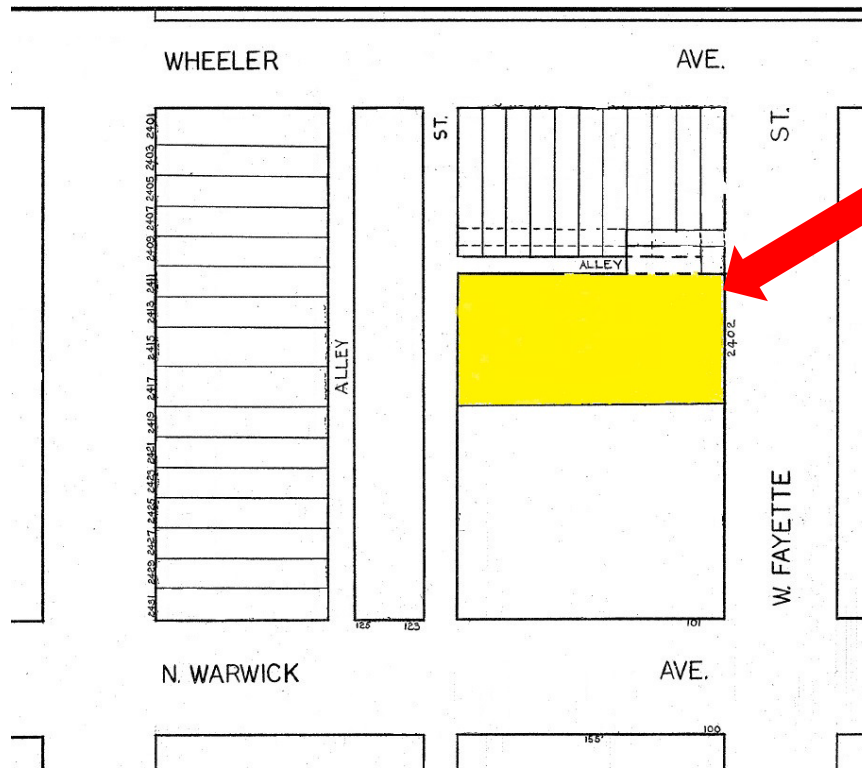 WHEELER AVE.
ST. ST.
2401
2403
2405
2407
2409
2411
2413
2415
2417
2419
2421
2423
2425
2427
2429
2431
ALLEY
ALLEY
2402
W. FAYETTE
125 123 101
N. WARWICK AVE.
155' 100